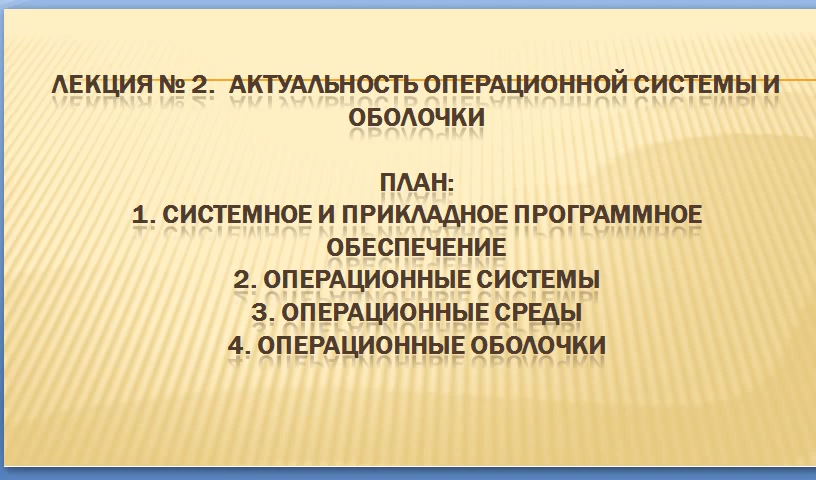 ЛЕКЦИЯ № 2. АКТУАЛЬНОСТЬ ОПЕРАЦИОННОЙ СИСТЕМЫ И
ОБОЛОЧКИ
ПЛАН:
1. СИСТЕМНОЕ И ПРИКЛАДНОЕ ПРОГРАММНОЕ
ОБЕСПЕЧЕНИЕ
2. ОПЕРАЦИОННЫЕ СИСТЕМЫ
3. ОПЕРАЦИОННЫЕ СРЕДЫ
4. ОПЕРАЦИОННЫЕ ОБОЛОЧКИ